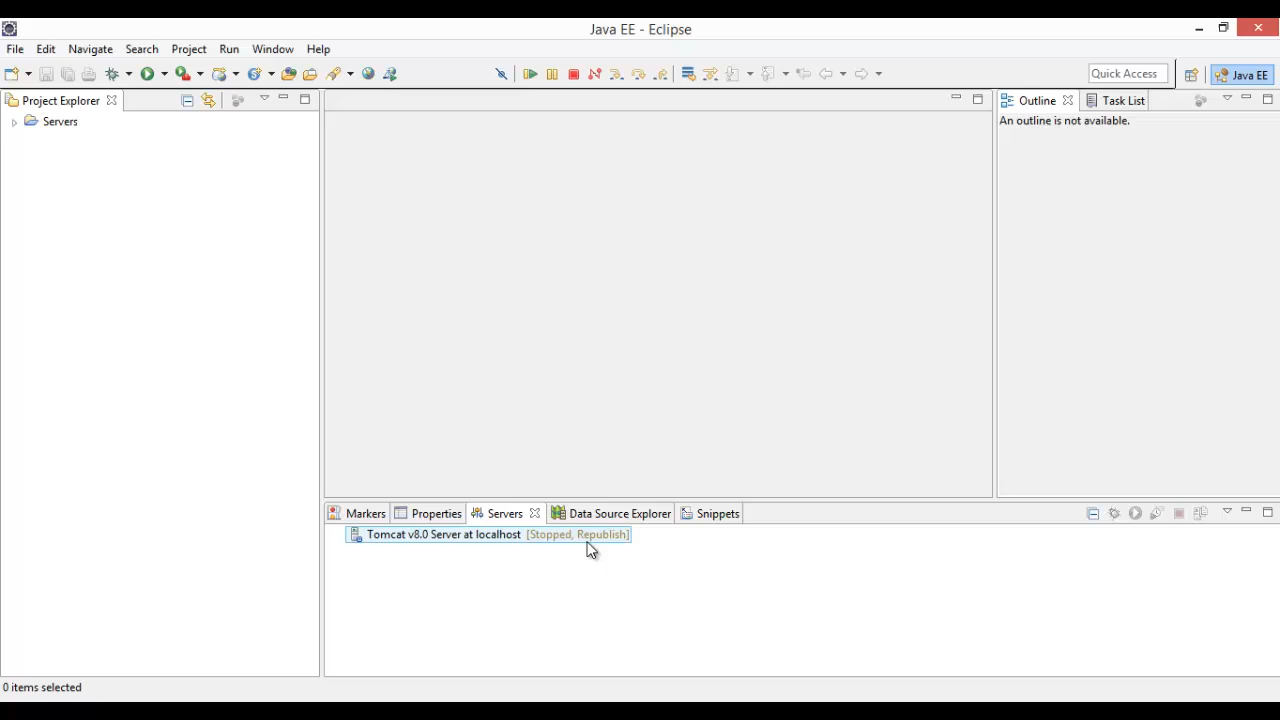 Java EE - Eclipse
File Edit Navigate Search Project Run Window Help
Quick Access Java EE
Project Explorer
Servers
Outline Task List
An outline is not available.
Markers Properties Servers Data Source Explorer Snippets
Tomcat v8.0 Server at localhost [Stopped, Republish]
0 items selected